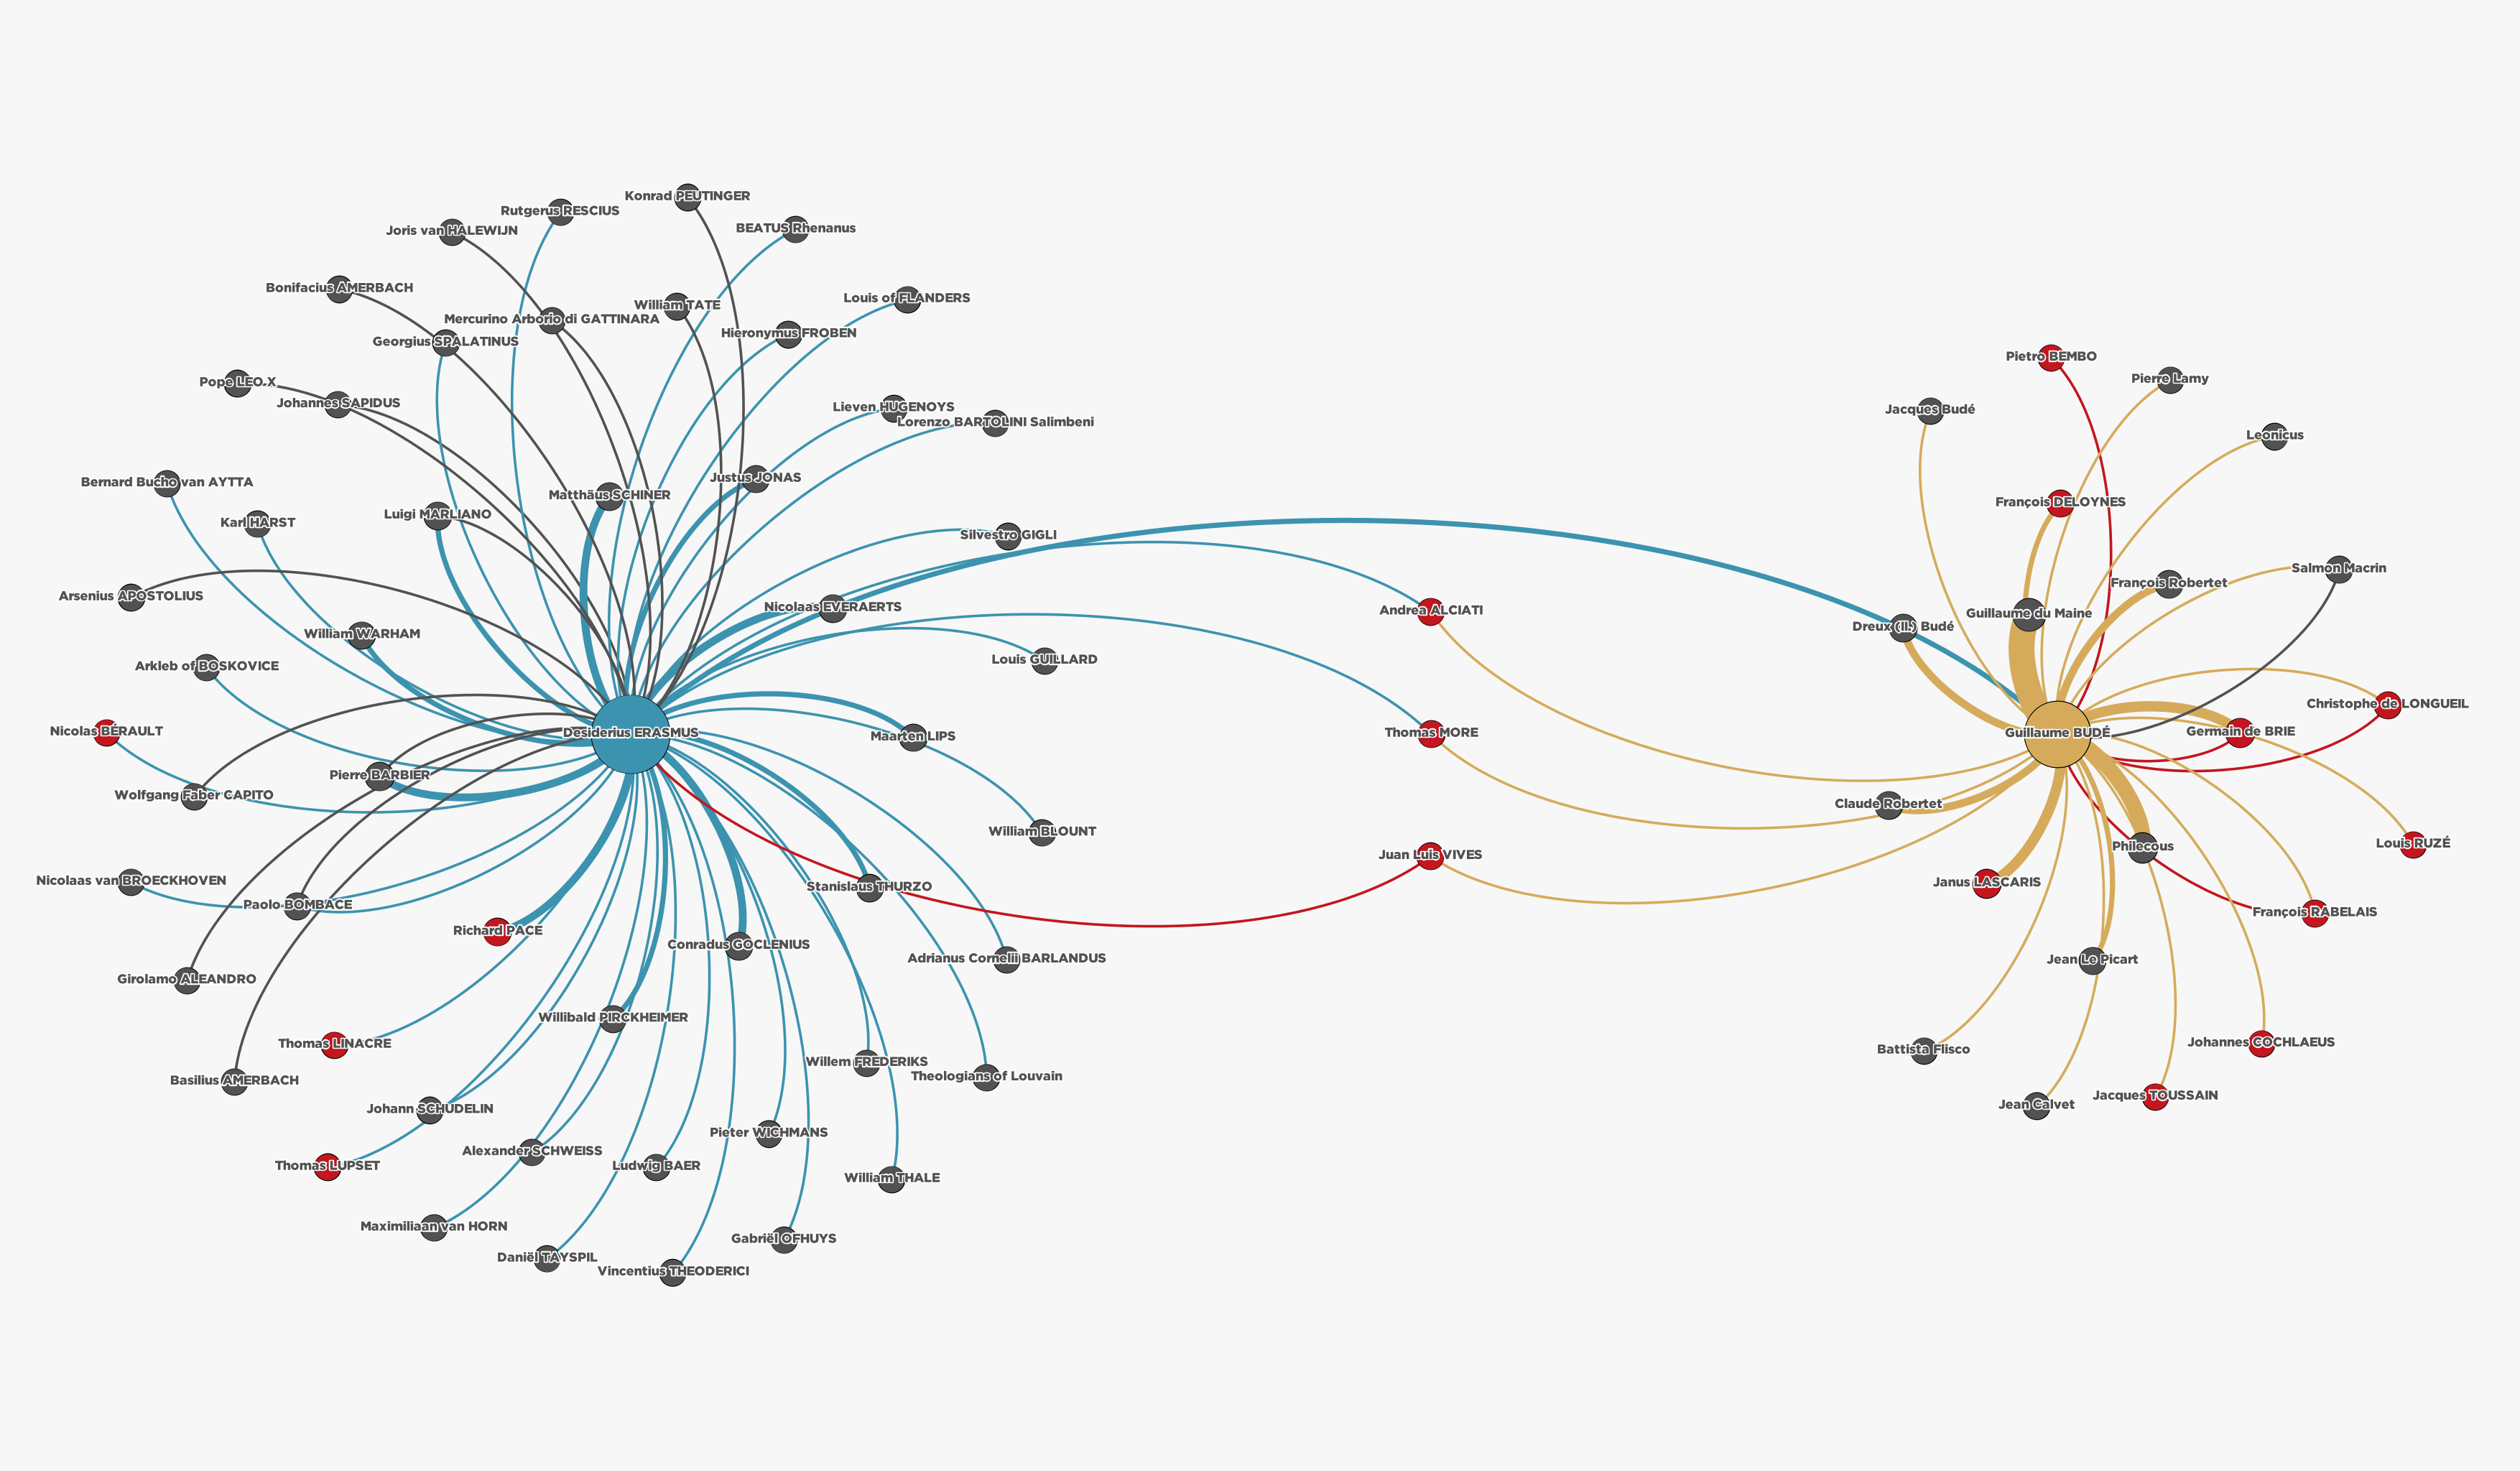 Konrad PEUTINGER
Rutgerus RESCIUS
Joris van HALEWIJN
BEATUS Rhenanus
Bonifacius AMERBACH
Louis of FLANDERS
William TATE
Mercurino Arborio di GATTINARA
Hieronymus FROBEN
Georgius SPALATINUS
Pope LEO X
Johannes SAPIDUS
Lieven HUGENOYS
Lorenzo BARTOLINI Salimbeni
Justus JONAS
Bernard Bucho van AYTTA
Matthäus SCHINER
Luigi MARLIANO
Karl HARST
Silvestro GIGLI
Arsenius APOSTOLIUS
Nicolaas EVERAERTS
William WARHAM
Louis GUILLARD
Arkleb of BOSKOVICE
Nicolas BÉRAULT
Desiderius ERASMUS
Maarten LIPS
Pierre BARBIER
Wolfgang Faber CAPITO
William BLOUNT
Nicolaas van BROECKHOVEN
Stanislaus THURZO
Paolo BOMBACE
Richard PACE
Conradus GOCLENIUS
Adrianus Cornelii BARLANDUS
Girolamo ALEANDRO
Willibald PIRCKHEIMER
Thomas LINACRE
Willem FREDERIKS
Theologians of Louvain
Basilius AMERBACH
Johann SCHUDELIN
Pieter WICHMANS
Alexander SCHWEISS
Thomas LUPSET
Ludwig BAER
William THALE
Maximiliaan van HORN
Gabriël OFHUYS
Daniël TAYSPIL
Vincentius THEODERICI
Andrea ALCIATI
Thomas MORE
Juan Luis VIVES
Pietro BEMBO
Pierre Lamy
Jacques Budé
Leonicus
François DELOYNES
Salmon Macrin
François Robertet
Guillaume du Maine
Dreux (II.) Budé
Christophe de LONGUEIL
Germain de BRIE
Guillaume BUDÉ
Claude Robertet
Louis RUZÉ
Philecous
Janus LASCARIS
François RABELAIS
Jean Le Picart
Johannes COCHLAEUS
Battista Flisco
Jacques TOUSSAIN
Jean Calvet